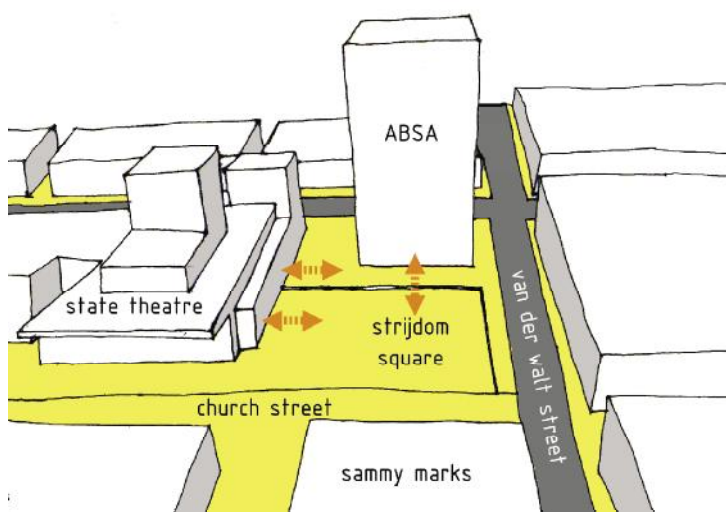 ABSA
state theatre
strijdom
square
van der walt street
church street
sammy marks